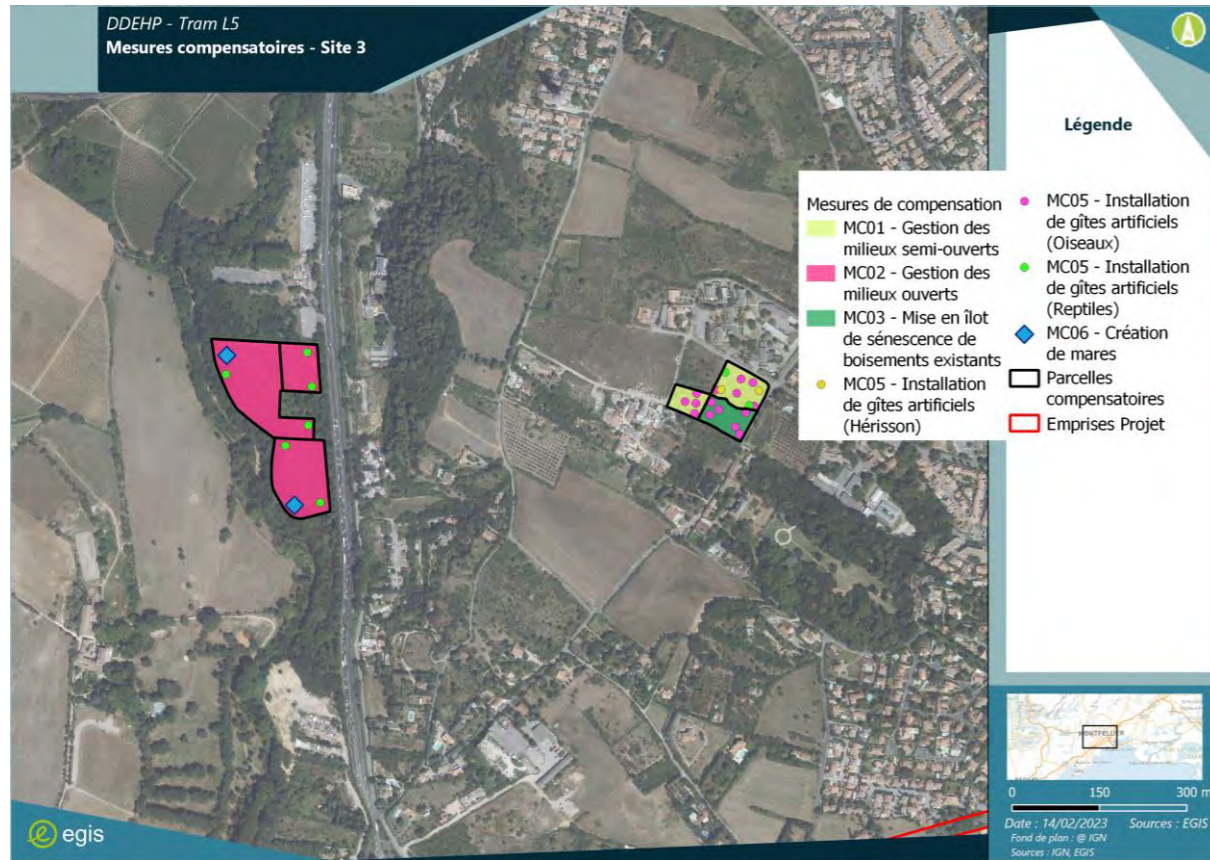 DDEHP - Tram L5
Mesures compensatoires - Site 3
Légende
Mesures de compensation
MC01 - Gestion des
milieux semi-ouverts
MC02 - Gestion des
milieux ouverts
MC03 - Mise en îlot
de sénescence de
boisements existants
MC05 - Installation
de gîtes artificiels
(Hérisson)
MC05 - Installation
de gîtes artificiels
(Oiseaux)
MC05 - Installation
de gîtes artificiels
(Reptiles)
MC06 - Création
de mares
Parcelles
compensatoires
Emprises Projet
MONTPELLIER
0 150 300 m
Date : 14/02/2023 Sources : EGIS
Fond de plan : @ IGN
Sources : IGN, EGIS
egis